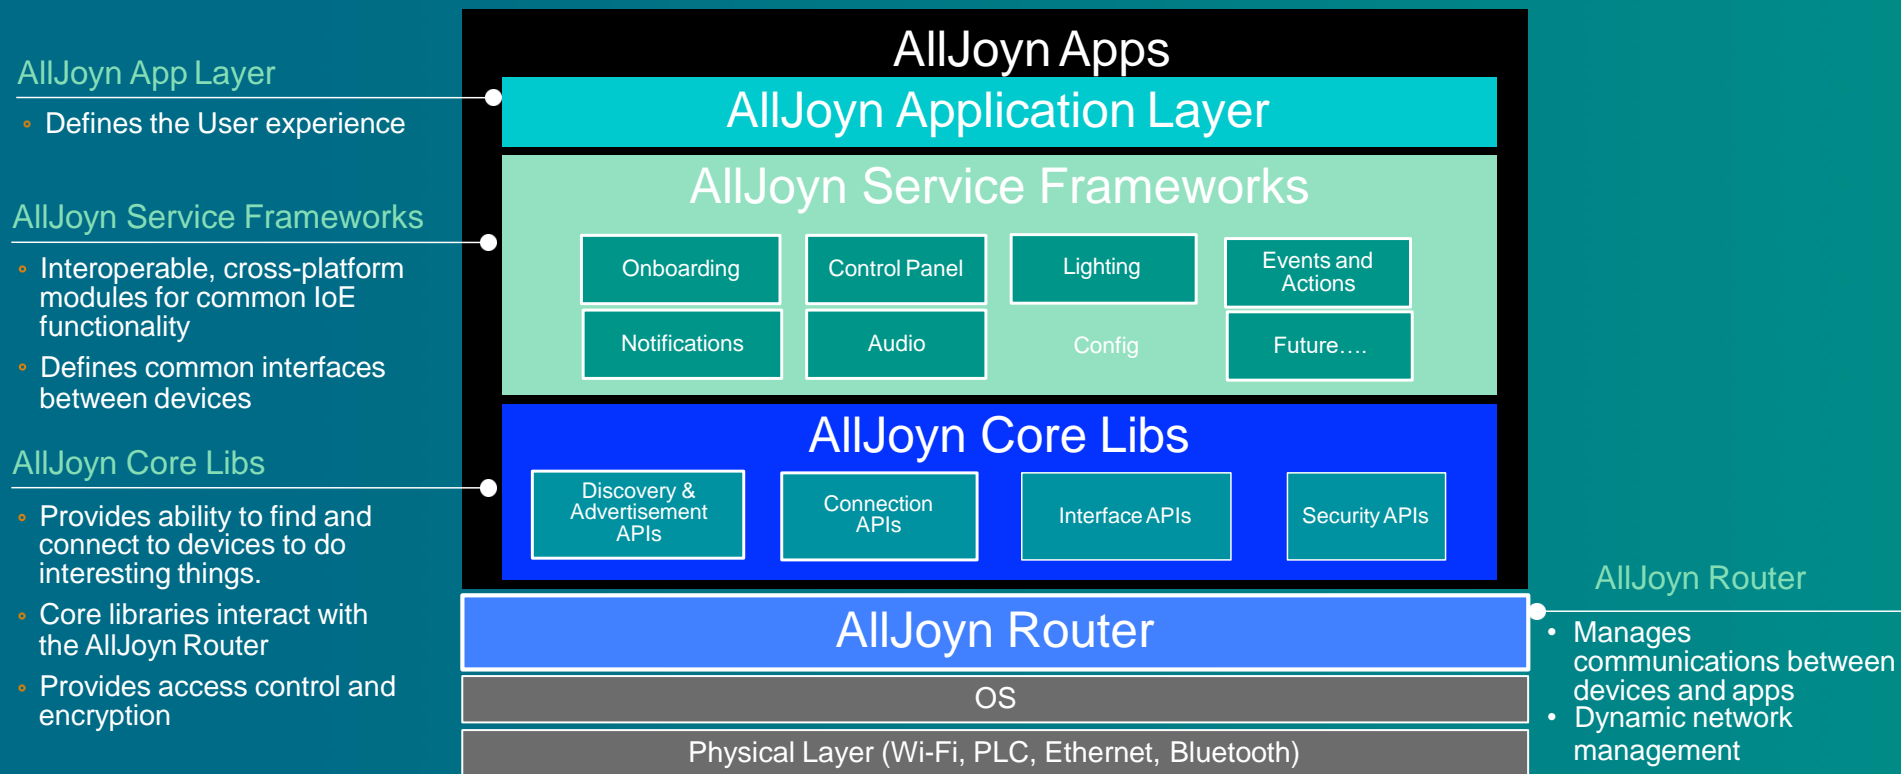 AllJoyn App Layer
◦ Defines the User experience
AllJoyn Service Frameworks
◦ Interoperable, cross-platform
modules for common IoE
functionality
◦ Defines common interfaces
between devices
AllJoyn Core Libs
◦ Provides ability to find and
connect to devices to do
interesting things.
◦ Core libraries interact with
the AllJoyn Router
◦ Provides access control and
encryption
AllJoyn Apps
AllJoyn Application Layer
AllJoyn Service Frameworks
Onboarding
Control Panel
Lighting
Events and
Actions
Notifications
Audio
Config
Future....
AllJoyn Core Libs
Discovery &
Advertisement
APIs
Connection
APIs
Interface APIs
Security APIs
AllJoyn Router
OS
Physical Layer (Wi-Fi, PLC, Ethernet, Bluetooth)
AllJoyn Router
• Manages
communications between
devices and apps
• Dynamic network
management